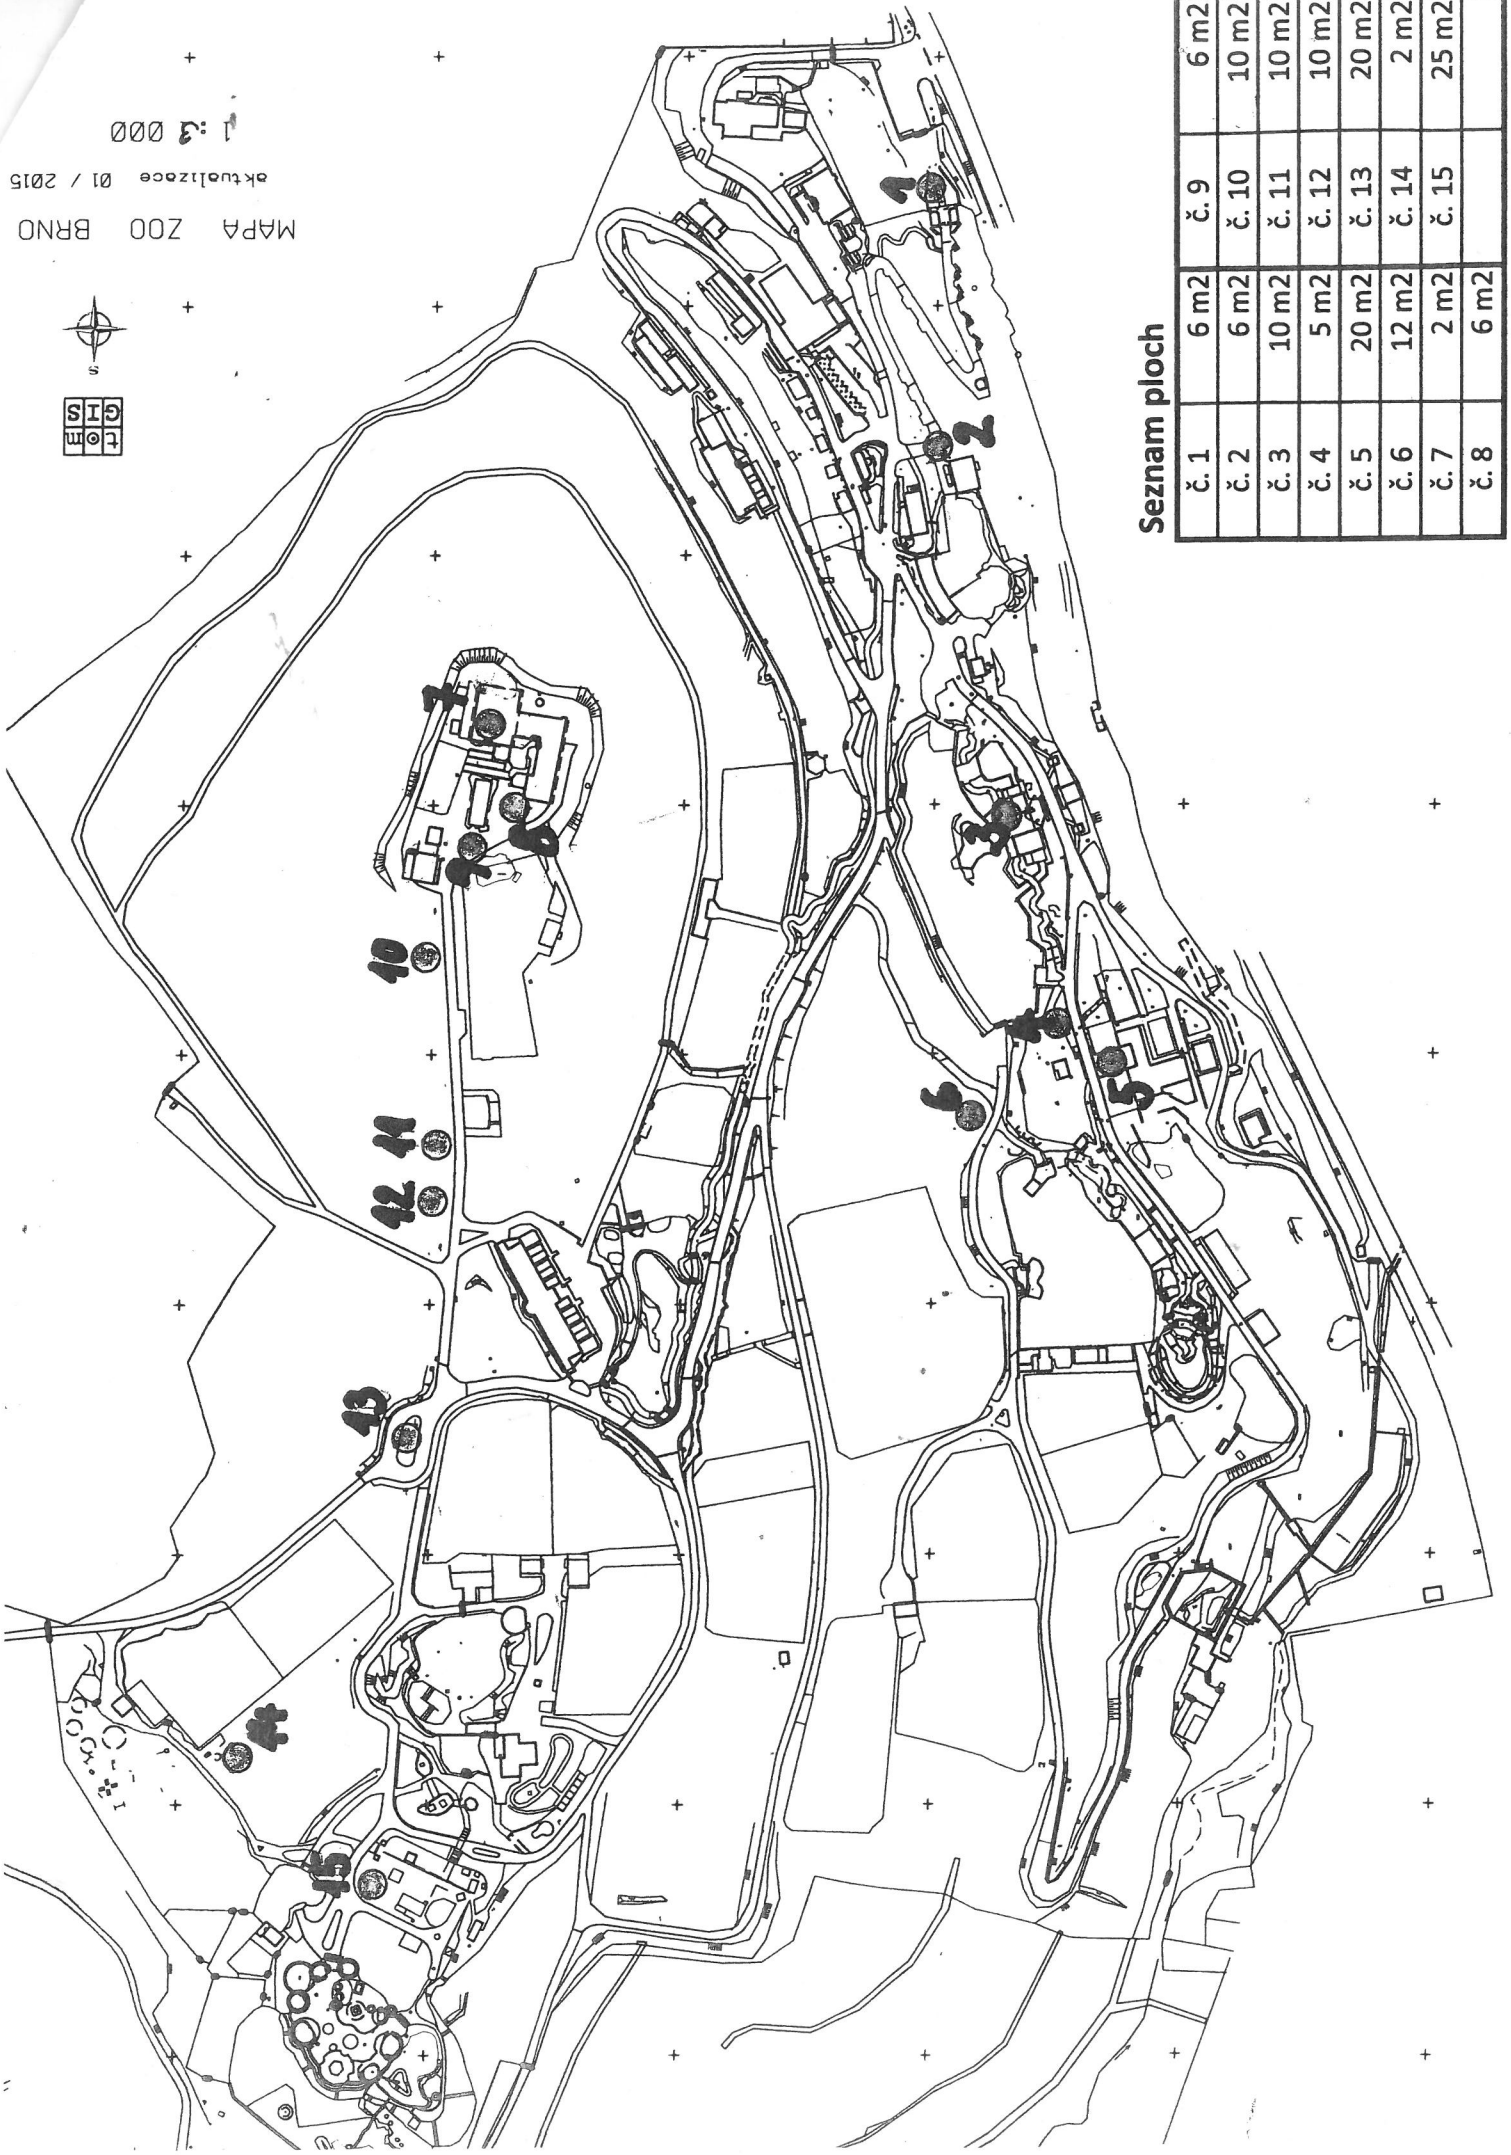 MAPA ZOO BRNO
aktualizace 01 / 2015
1:3 000
S
tom
GIS
1
2
3
4
5
6
7
8
9
10
11
12
13
14
15
Seznam ploch
č. 1 6 m2 č. 9 6 m2
č. 2 6 m2 č. 10 10 m2
č. 3 10 m2 č. 11 10 m2
č. 4 5 m2 č. 12 10 m2
č. 5 20 m2 č. 13 20 m2
č. 6 12 m2 č. 14 2 m2
č. 7 2 m2 č. 15 25 m2
č. 8 6 m2